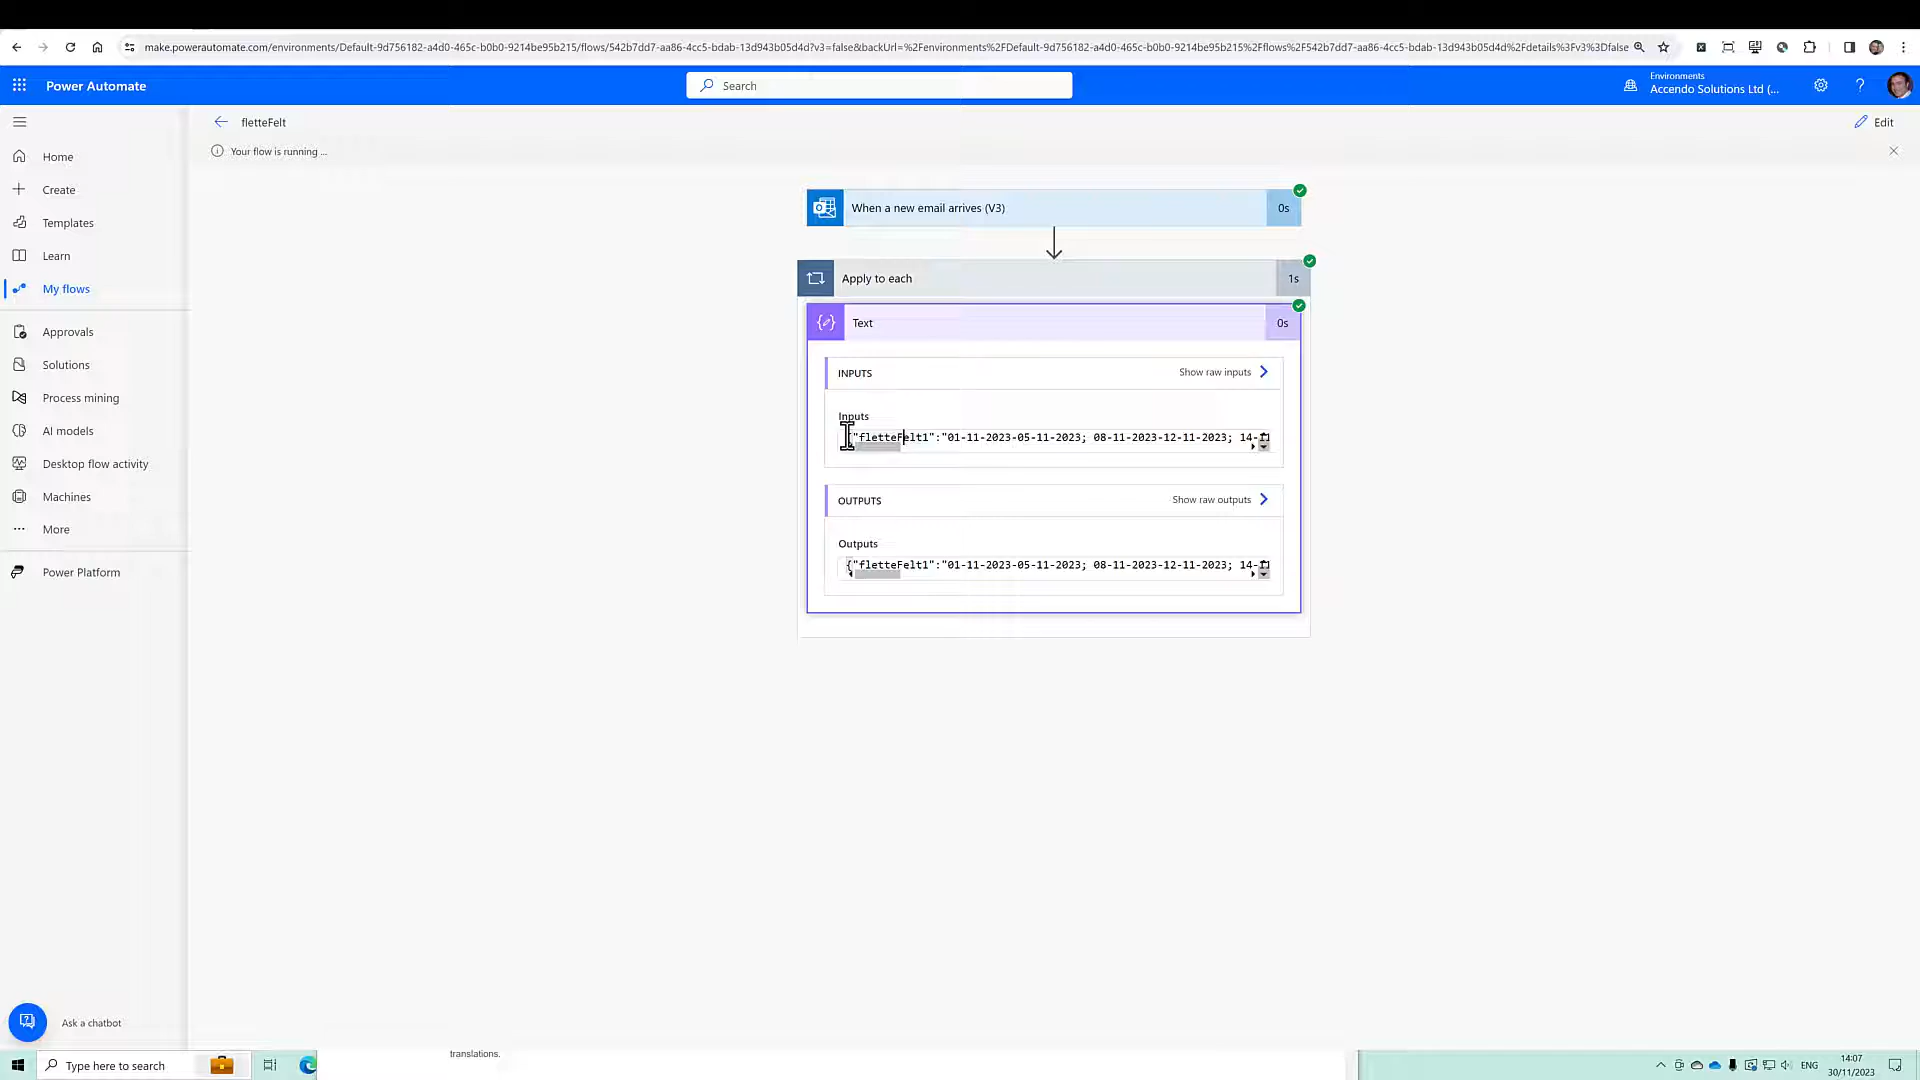 make.powerautomate.com/environments/Default-9d756182-a4d0-465c-b0b0-9214be95b215/flows/542b7dd7-aa86-4cc5-bdab-13d943b05d4d?v3=false&backUrl=%2Fenvironments%2FDefault-9d756182-a4d0-465c-b0b0-9214be95b215%2Fflows%2F542b7dd7-aa86-4cc5-bdab-13d943b05d4d%2Fdetails%3Fv3%3Dfalse
Power Automate
Search
Environments
Accendo Solutions Ltd (...
fletteFelt
Edit
Your flow is running ...
Home
Create
Templates
Learn
My flows
Approvals
Solutions
Process mining
AI models
Desktop flow activity
Machines
More
Power Platform
When a new email arrives (V3)
0s
Apply to each
1s
Text
0s
INPUTS
Show raw inputs
Inputs
{"fletteFelt1":"01-11-2023-05-11-2023; 08-11-2023-12-11-2023; 14-11
OUTPUTS
Show raw outputs
Outputs
{"fletteFelt1":"01-11-2023-05-11-2023; 08-11-2023-12-11-2023; 14-11
Ask a chatbot
translations.
Type here to search
ENG
14:07
30/11/2023